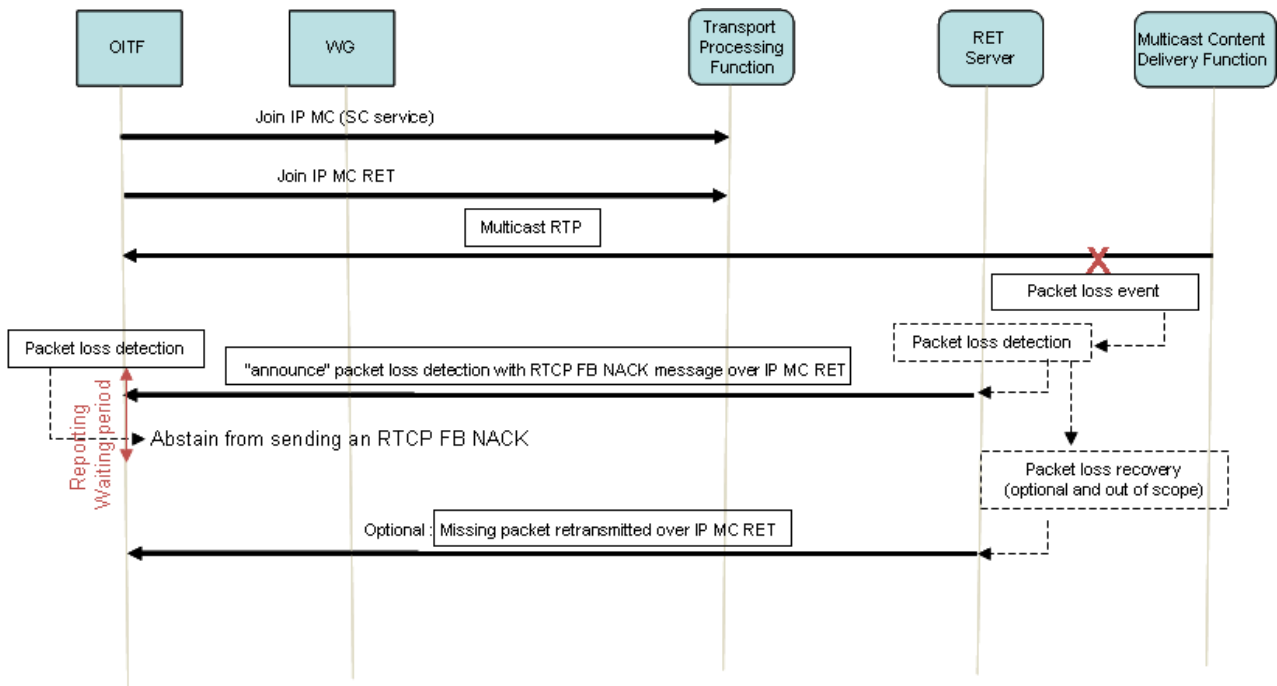 OITF
WG
Transport
Processing
Function
RET
Server
Multicast Content
Delivery Function
Join IP MC (SC service)
Join IP MC RET
Multicast RTP
X
Packet loss event
Packet loss detection
Packet loss detection
"announce" packet loss detection with RTCP FB NACK message over IP MC RET
Reporting
Waiting period
Abstain from sending an RTCP FB NACK
Packet loss recovery
(optional and out of scope)
Optional : Missing packet retransmitted over IP MC RET